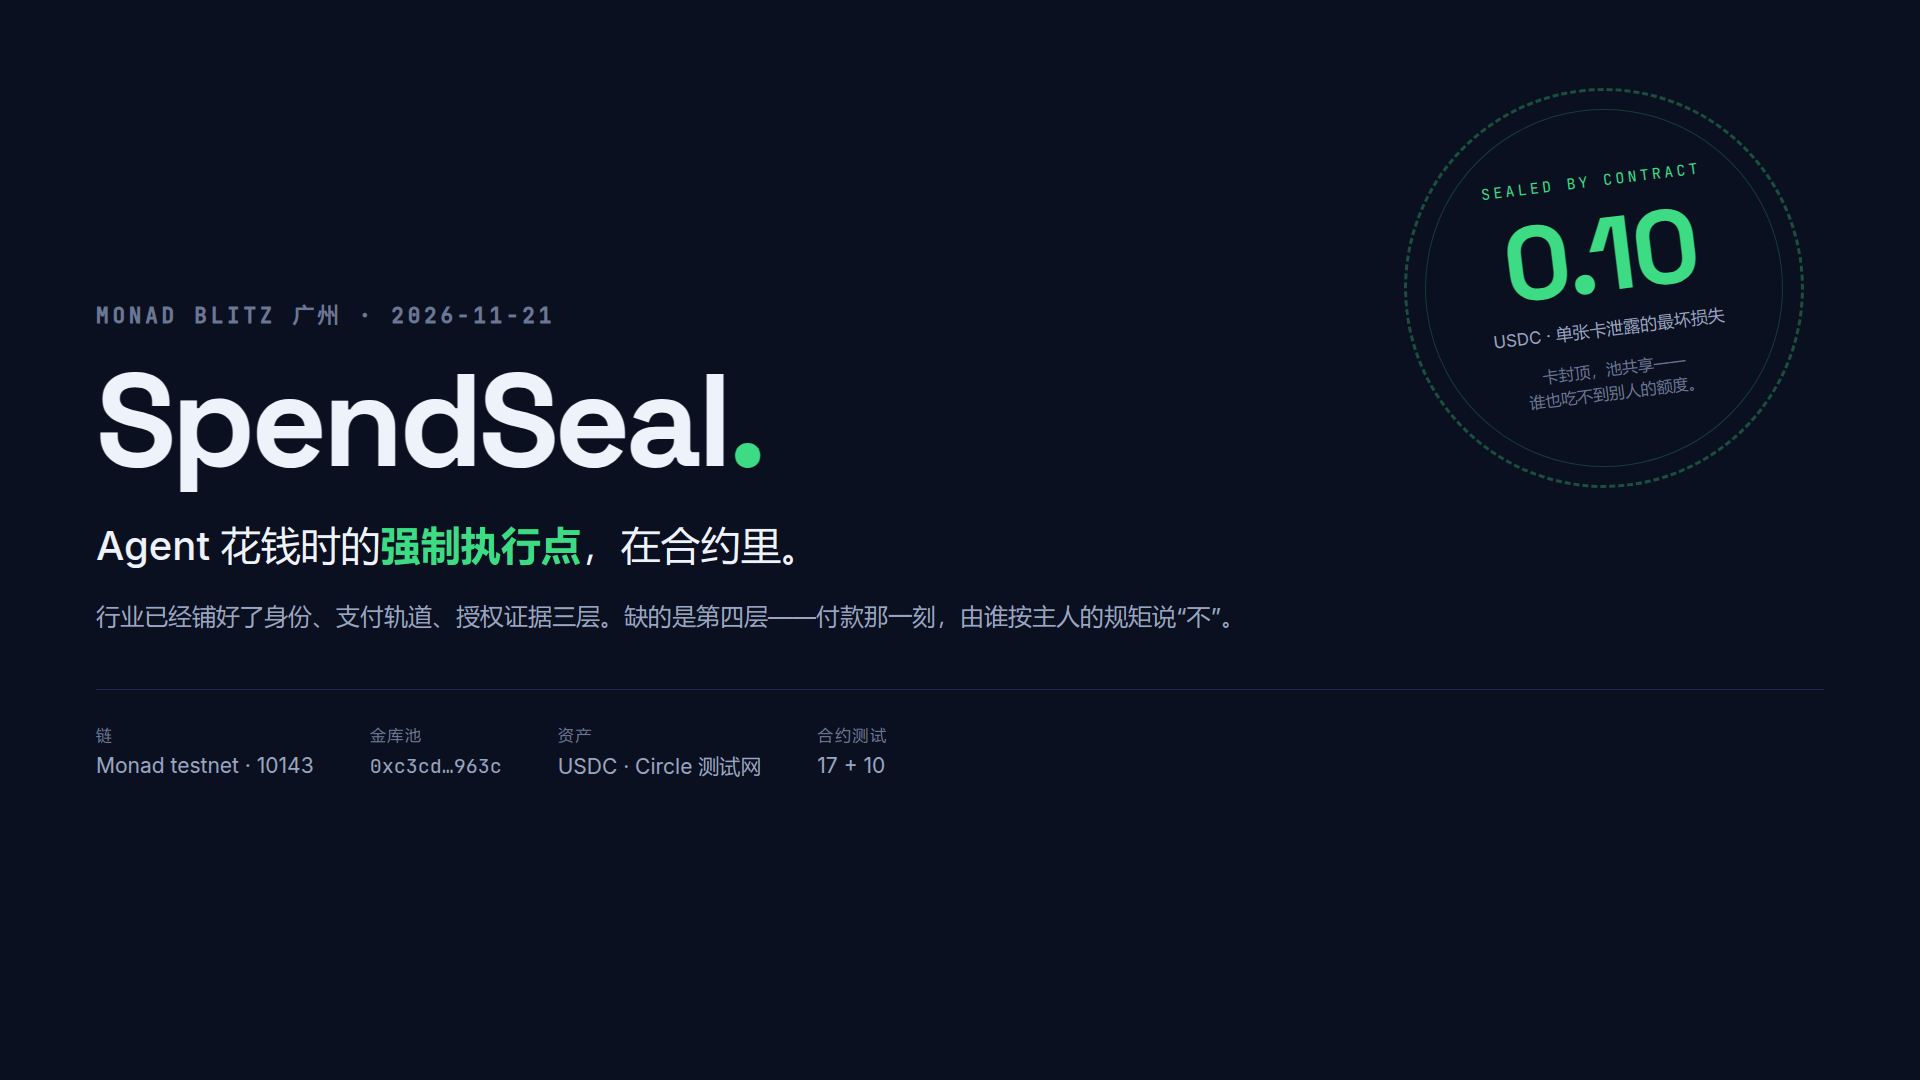 MONAD BLITZ 广州 · 2026-11-21
SpendSeal.
Agent 花钱时的强制执行点，在合约里。
行业已经铺好了身份、支付轨道、授权证据三层。缺的是第四层——付款那一刻，由谁按主人的规矩说“不”。
SEALED BY CONTRACT
0.10
USDC · 单张卡泄露的最坏损失
卡封顶，池共享——
谁也吃不到别人的额度。
链
Monad testnet · 10143
金库池
0xc3cd…963c
资产
USDC · Circle 测试网
合约测试
17 + 10